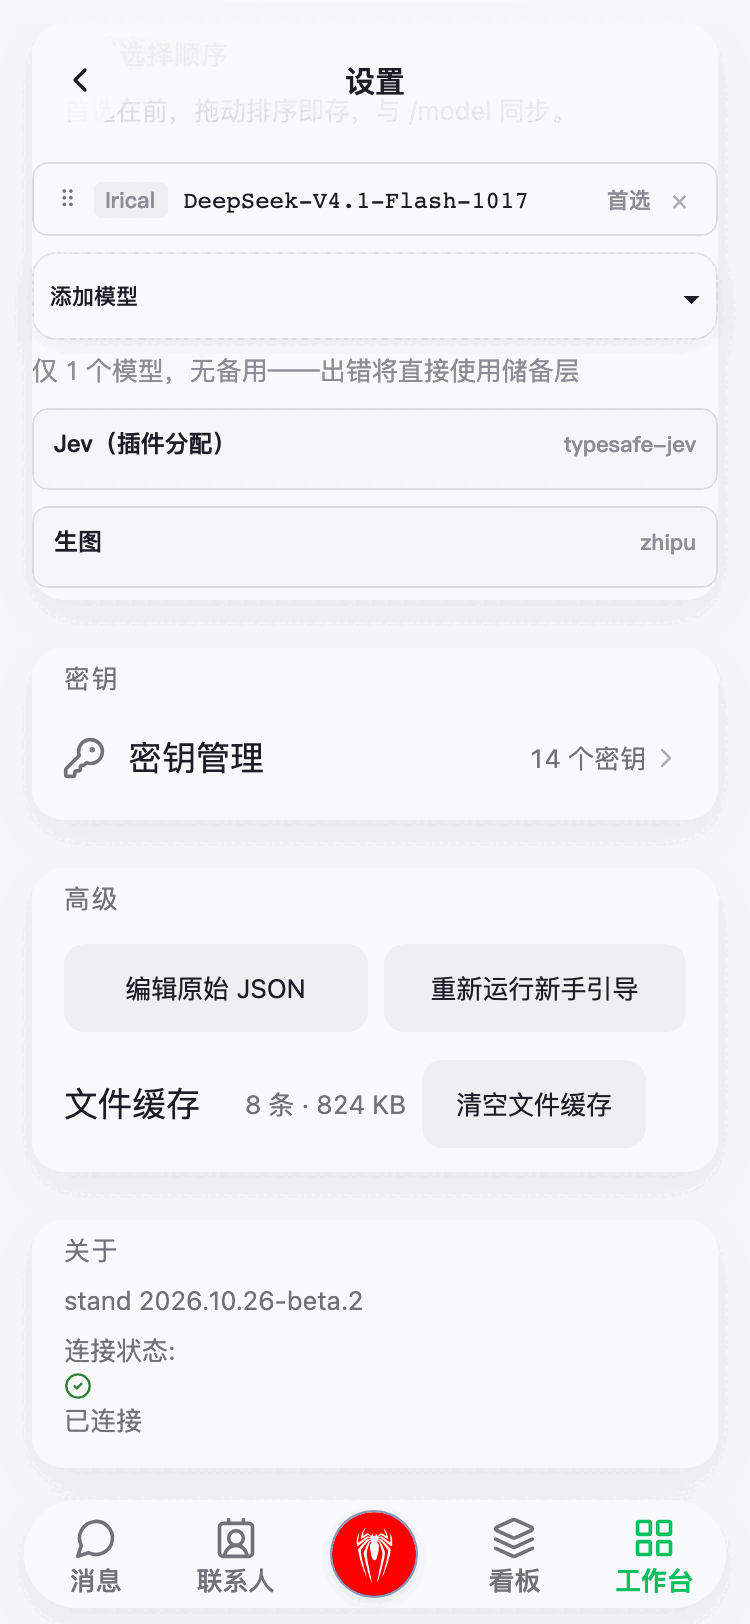 选择顺序
设置
首选在前，拖动排序即存，与 /model 同步。
lrical DeepSeek-V4.1-Flash-1017 首选 ×
添加模型
仅 1 个模型，无备用——出错将直接使用储备层
Jev（插件分配） typesafe-jev
生图 zhipu
密钥
密钥管理 14 个密钥
高级
编辑原始 JSON 重新运行新手引导
文件缓存 8 条 · 824 KB 清空文件缓存
关于
stand 2026.10.26-beta.2
连接状态:
已连接
消息 联系人 看板 工作台